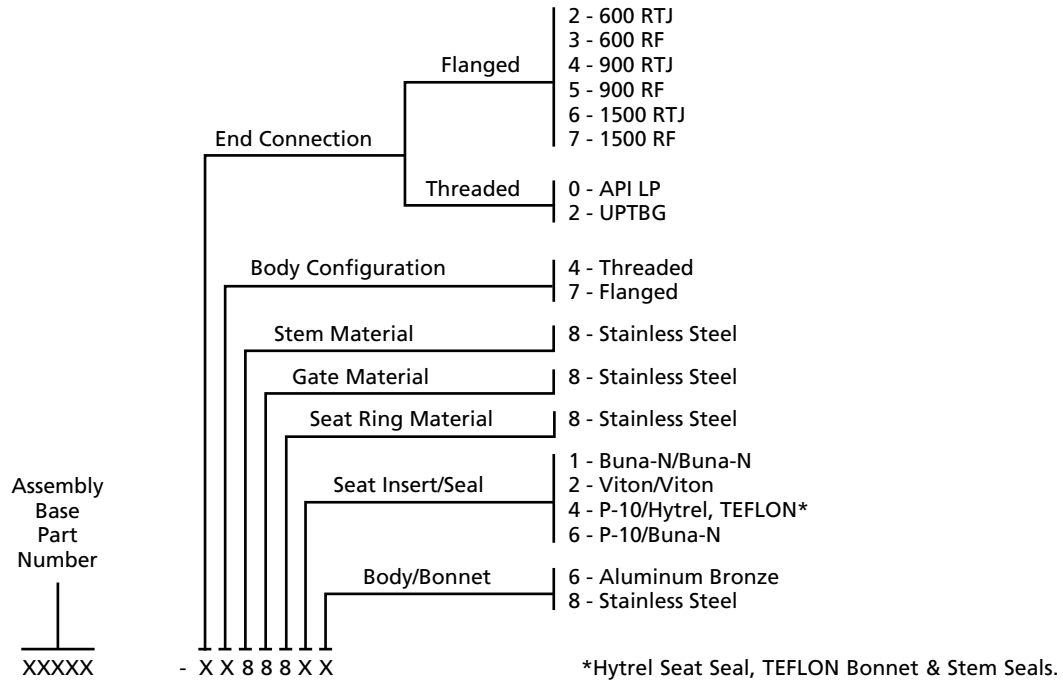 2 - 600 RTJ
3 - 600 RF
Flanged
4 - 900 RTJ
5 - 900 RF
6 - 1500 RTJ
End Connection
7 - 1500 RF
Threaded
0 - API LP
2 - UPTBG
Body Configuration
4 - Threaded
7 - Flanged
Stem Material
8 - Stainless Steel
Gate Material
8 - Stainless Steel
Seat Ring Material
8 - Stainless Steel
Seat Insert/Seal
1 - Buna-N/Buna-N
2 - Viton/Viton
4 - P-10/Hytrel, TEFLON*
6 - P-10/Buna-N
Assembly
Base
Part
Number
Body/Bonnet
6 - Aluminum Bronze
8 - Stainless Steel
XXXXX - X X 8 8 8 X X
*Hytrel Seat Seal, TEFLON Bonnet & Stem Seals.